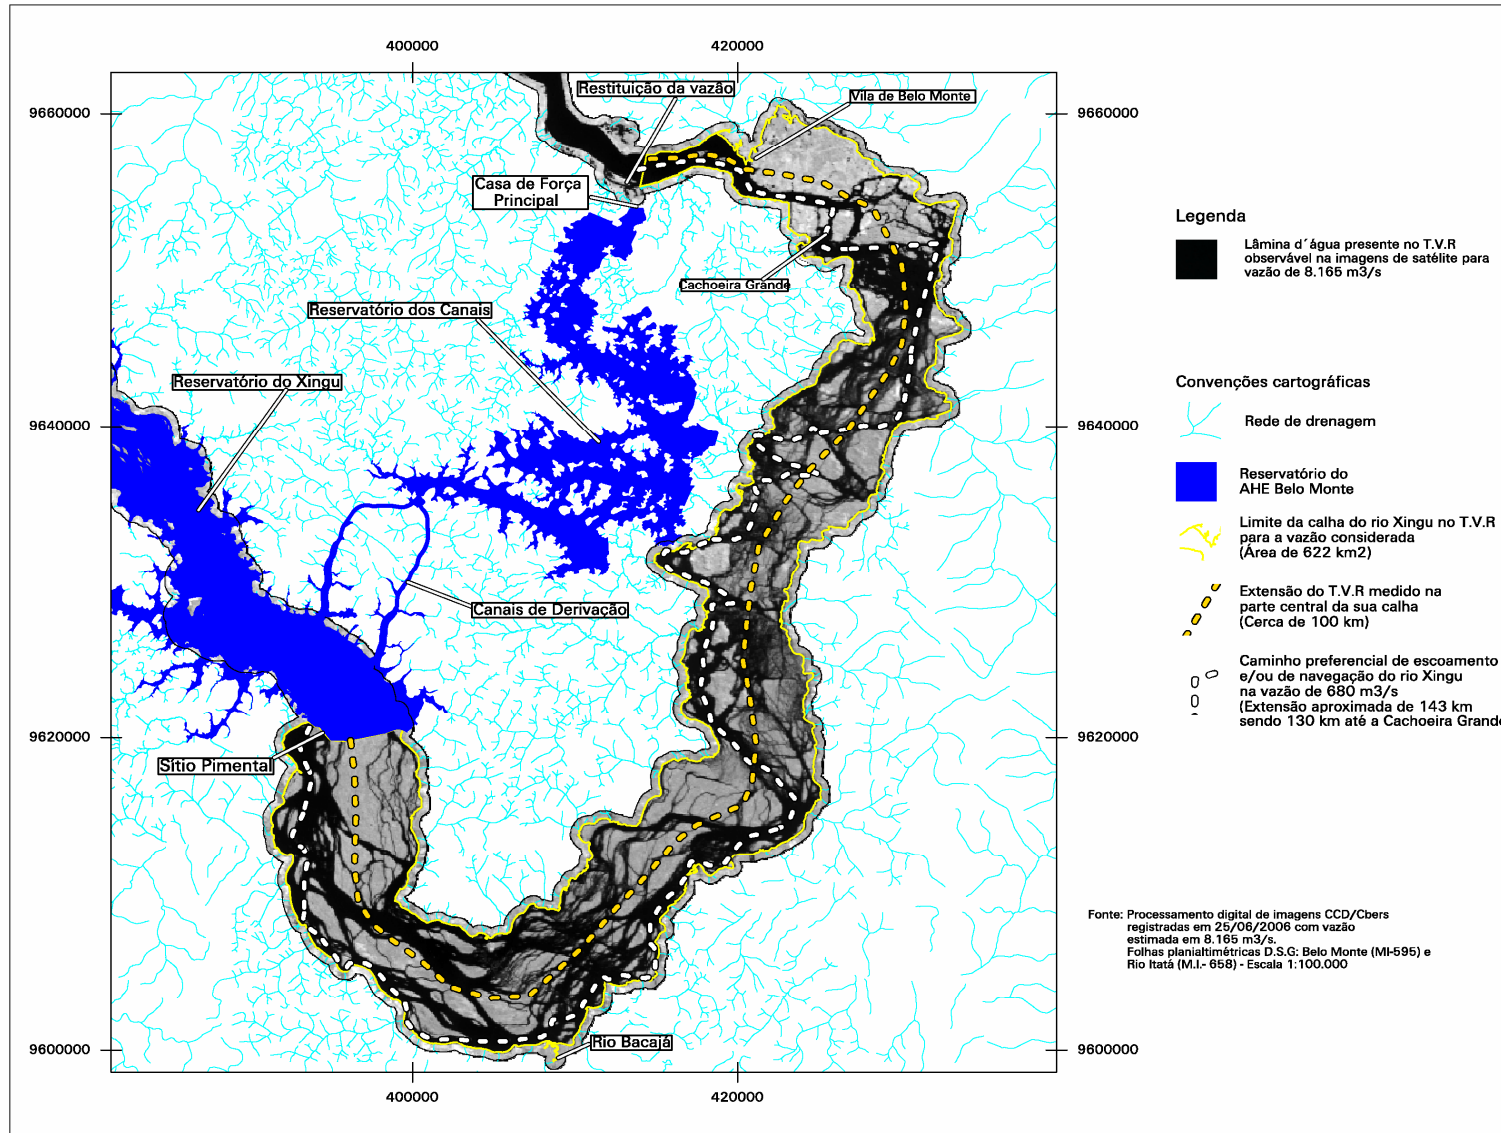 400000
420000
9660000
9660000
Restituição da vazão
Vila de Belo Monte
Casa de Força
Principal
Cachoeira Grande
Reservatório dos Canais
Reservatório do Xingu
9640000
9640000
Canais de Derivação
9620000
9620000
Sítio Pimental
Rio Bacajá
9600000
9600000
400000
420000
Legenda
Lâmina d´água presente no T.V.R
observável na imagens de satélite para
vazão de 8.165 m3/s
Convenções cartográficas
Rede de drenagem
Reservatório do
AHE Belo Monte
Limite da calha do rio Xingu no T.V.R
para a vazão considerada
(Área de 622 km2)
Extensão do T.V.R medido na
parte central da sua calha
(Cerca de 100 km)
Caminho preferencial de escoamento
e/ou de navegação do rio Xingu
na vazão de 680 m3/s
(Extensão aproximada de 143 km
sendo 130 km até a Cachoeira Grande
Fonte: Processamento digital de imagens CCD/Cbers
registradas em 25/06/2006 com vazão
estimada em 8.165 m3/s.
Folhas planialtimétricas D.S.G: Belo Monte (MI-595) e
Rio Itatá (M.I.- 658) - Escala 1:100.000